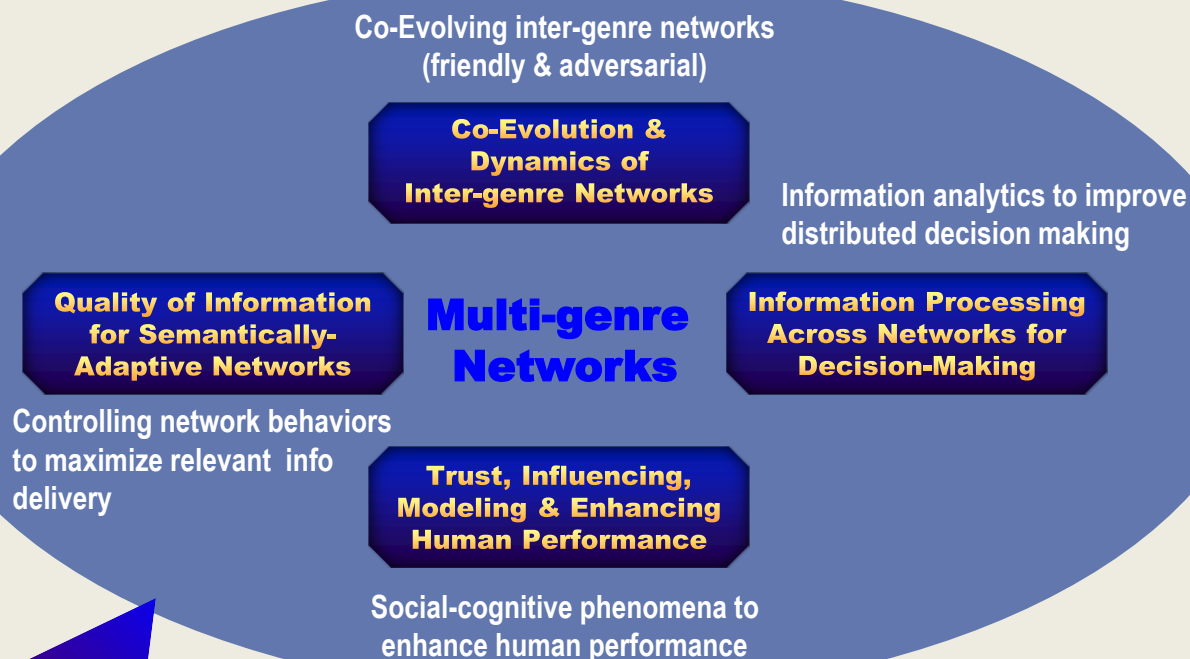 Co-Evolving inter-genre networks
(friendly & adversarial)
Co-Evolution &
Dynamics of
Inter-genre Networks
Information analytics to improve
distributed decision making
Quality of Information
for Semantically-
Adaptive Networks
Multi-genre
Networks
Information Processing
Across Networks for
Decision-Making
Controlling network behaviors
to maximize relevant info
delivery
Trust, Influencing,
Modeling & Enhancing
Human Performance
Social-cognitive phenomena to
enhance human performance